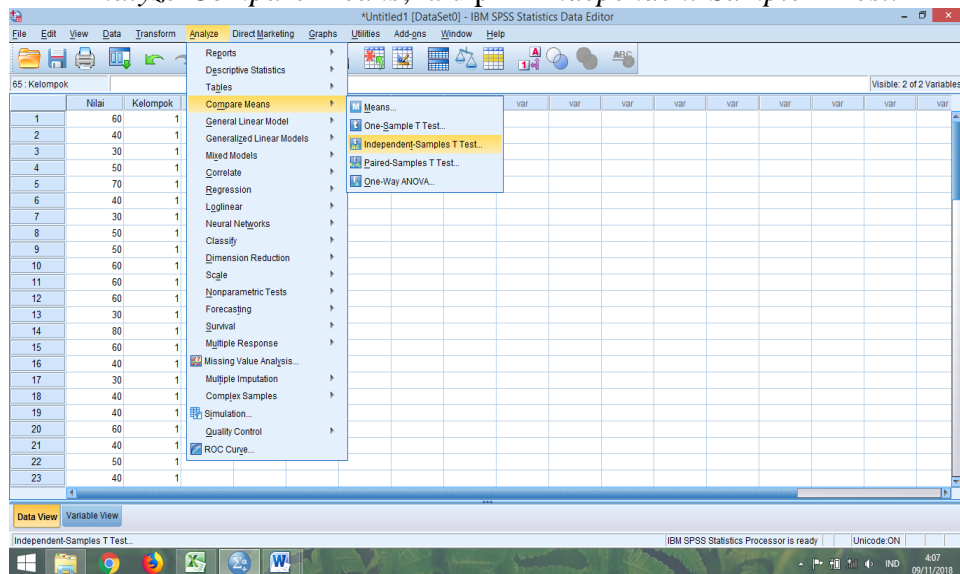 *Untitled1 [DataSet0] - IBM SPSS Statistics Data Editor
File Edit View Data Transform Analyze Direct Marketing Graphs Utilities Add-ons Window Help
65 : Kelompok
Visible: 2 of 2 Variables
Nilai Kelompok var var var var var var var var var
1 60 1
2 40 1
3 30 1
4 50 1
5 70 1
6 40 1
7 30 1
8 50 1
9 50 1
10 60 1
11 60 1
12 60 1
13 30 1
14 80 1
15 60 1
16 40 1
17 30 1
18 40 1
19 40 1
20 60 1
21 40 1
22 50 1
23 40 1
Reports
Descriptive Statistics
Tables
Compare Means
General Linear Model
Generalized Linear Models
Mixed Models
Correlate
Regression
Loglinear
Neural Networks
Classify
Dimension Reduction
Scale
Nonparametric Tests
Forecasting
Survival
Multiple Response
Missing Value Analysis...
Multiple Imputation
Complex Samples
Simulation...
Quality Control
ROC Curve...
Means...
One-Sample T Test...
Independent-Samples T Test...
Paired-Samples T Test...
One-Way ANOVA...
Data View Variable View
Independent-Samples T Test...
IBM SPSS Statistics Processor is ready
Unicode:ON
IND
4:07
09/11/2018